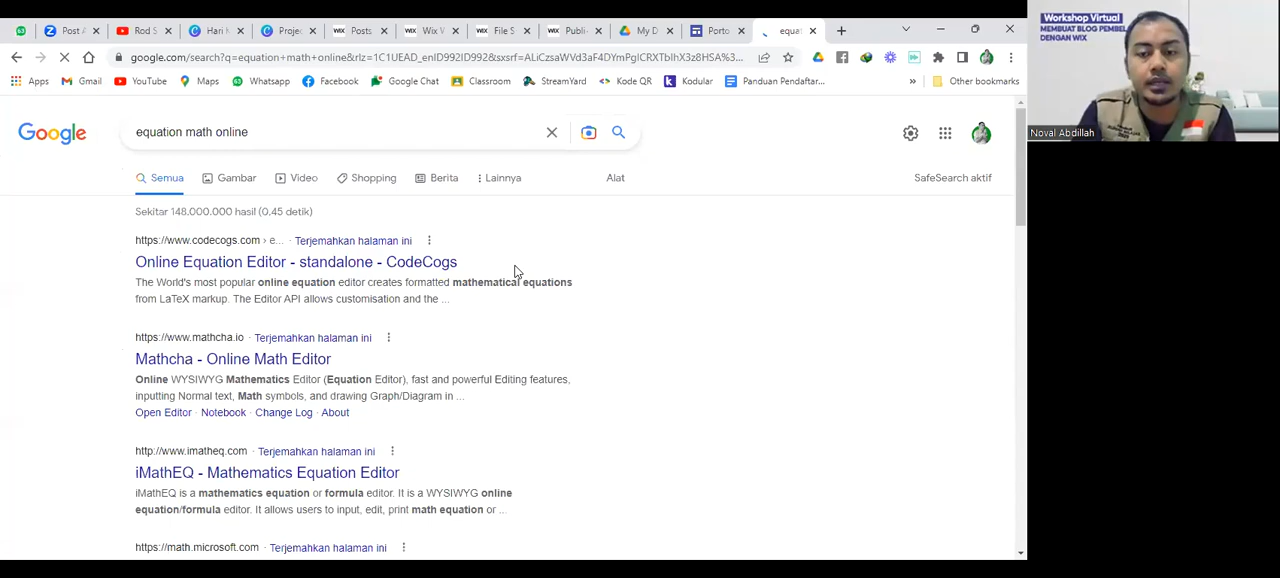 Post A
Rod S
Hari M
Projec
WIX Posts
WIX Wix V
WIX File S
WIX Publi
My D
Porto
equat
google.com/search?q=equation+math+online&rlz=1C1UEAD_enID992ID992&sxsrf=ALiCzsaWVd3aF4DYmPgICRXTbIhX3z8HSA%3...
Apps
Gmail
YouTube
Maps
Whatsapp
Facebook
Google Chat
Classroom
StreamYard
Kode QR
Kodular
Panduan Pendaftar...
»
Other bookmarks
Google
equation math online
Semua
Gambar
Video
Shopping
Berita
Lainnya
Alat
SafeSearch aktif
Sekitar 148.000.000 hasil (0,45 detik)
https://www.codecogs.com › e... · Terjemahkan halaman ini
Online Equation Editor - standalone - CodeCogs
The World's most popular online equation editor creates formatted mathematical equations
from LaTeX markup. The Editor API allows customisation and the ...
https://www.mathcha.io · Terjemahkan halaman ini
Mathcha - Online Math Editor
Online WYSIWYG Mathematics Editor (Equation Editor), fast and powerful Editing features,
inputting Normal text, Math symbols, and drawing Graph/Diagram in ...
Open Editor · Notebook · Change Log · About
http://www.imatheq.com · Terjemahkan halaman ini
iMathEQ - Mathematics Equation Editor
iMathEQ is a mathematics equation or formula editor. It is a WYSIWYG online
equation/formula editor. It allows users to input, edit, print math equation or ...
https://math.microsoft.com · Terjemahkan halaman ini
Workshop Virtual
MEMBUAT BLOG PEMBEL
DENGAN WIX
Noval Abdillah